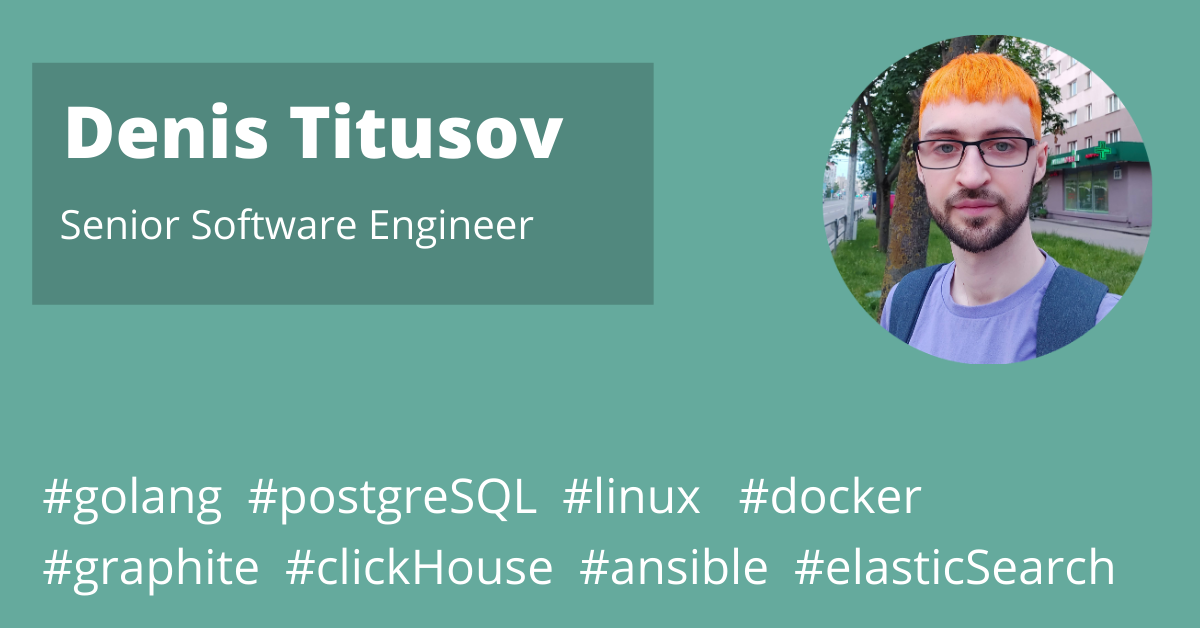 Denis Titusov
Senior Software Engineer
#golang #postgreSQL #linux #docker
#graphite #clickHouse #ansible #elasticSearch